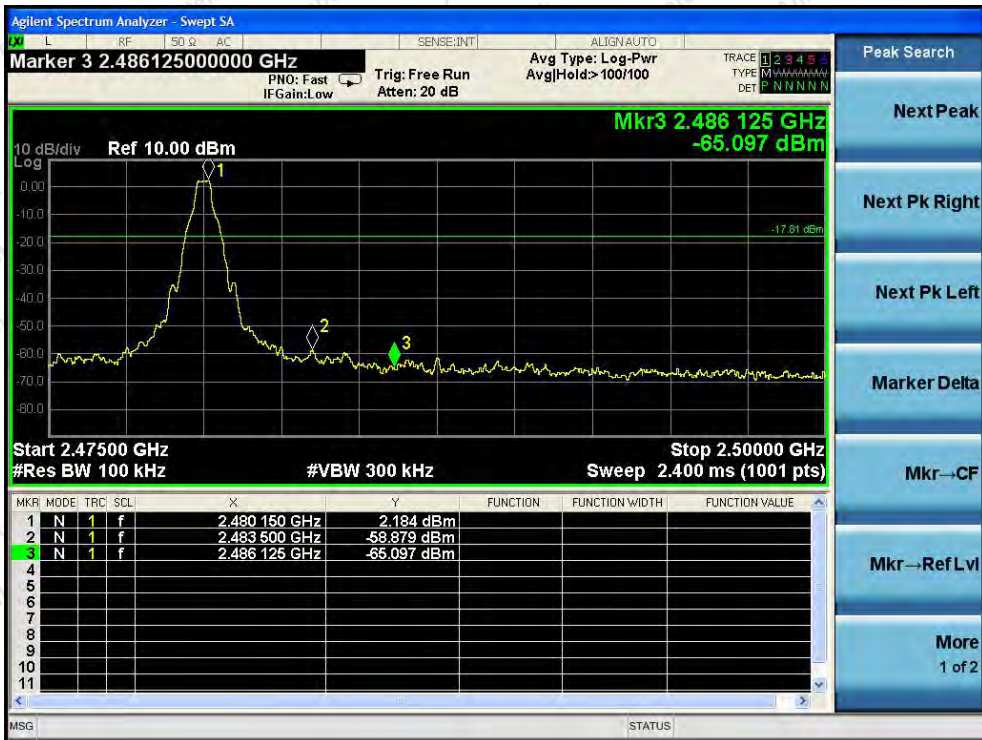 Agilent Spectrum Analyzer - Swept SA
LXI L RF 50 Ω AC SENSE:INT ALIGN AUTO
Marker 3 2.486125000000 GHz
PNO: Fast
IFGain:Low
Trig: Free Run
Atten: 20 dB
Avg Type: Log-Pwr
Avg|Hold:>100/100
TRACE 1 2 3 4 5 6
TYPE M
DET P N N N N N
Mkr3 2.486 125 GHz
-65.097 dBm
10 dB/div Ref 10.00 dBm
Log
1
0.00
-10.0
-17.81 dBm
-20.0
-30.0
-40.0
-50.0
2
3
-60.0
-70.0
-80.0
Start 2.47500 GHz Stop 2.50000 GHz
#Res BW 100 kHz #VBW 300 kHz Sweep 2.400 ms (1001 pts)
MKR MODE TRC SCL X Y FUNCTION FUNCTION WIDTH FUNCTION VALUE
1 N 1 f 2.480 150 GHz 2.184 dBm
2 N 1 f 2.483 500 GHz -58.879 dBm
3 N 1 f 2.486 125 GHz -65.097 dBm
4
5
6
7
8
9
10
11
MSG STATUS
Peak Search
Next Peak
Next Pk Right
Next Pk Left
Marker Delta
Mkr→CF
Mkr→Ref Lvl
More
1 of 2